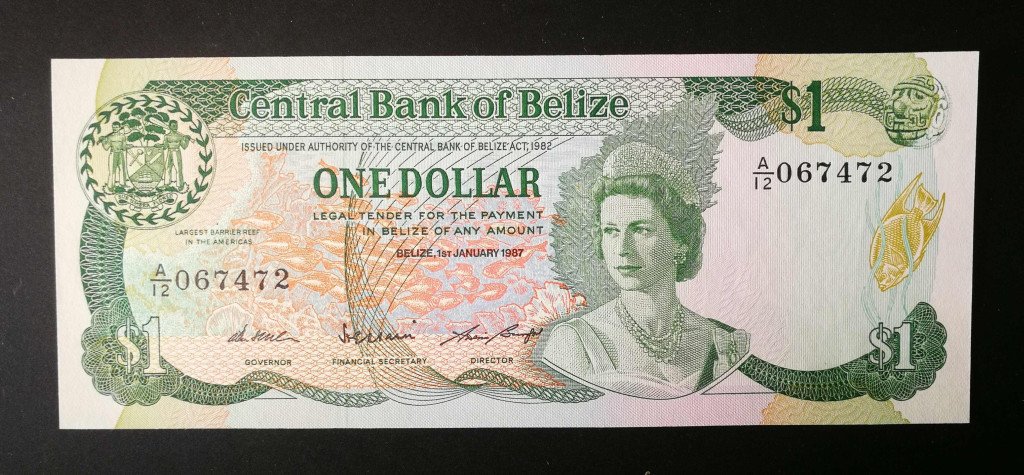 Central Bank of Belize
$1
ISSUED UNDER AUTHORITY OF THE CENTRAL BANK OF BELIZE ACT, 1982
ONE DOLLAR
A/12 067472
LEGAL TENDER FOR THE PAYMENT
IN BELIZE OF ANY AMOUNT
LARGEST BARRIER REEF
IN THE AMERICAS
BELIZE, 1ST JANUARY 1987
A/12 067472
$1
$1
GOVERNOR
FINANCIAL SECRETARY
DIRECTOR